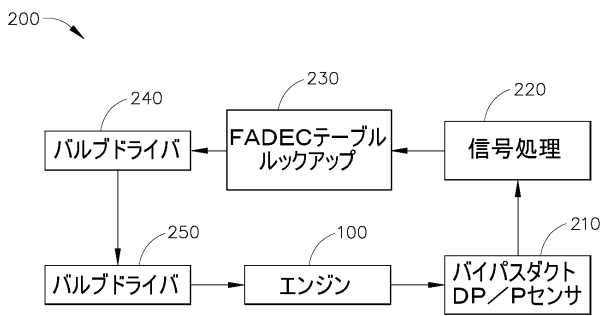 200
230
FADECテーブル
ルックアップ
240
バルブドライバ
220
信号処理
250
バルブドライバ
100
エンジン
210
バイパスダクト
DP／Pセンサ